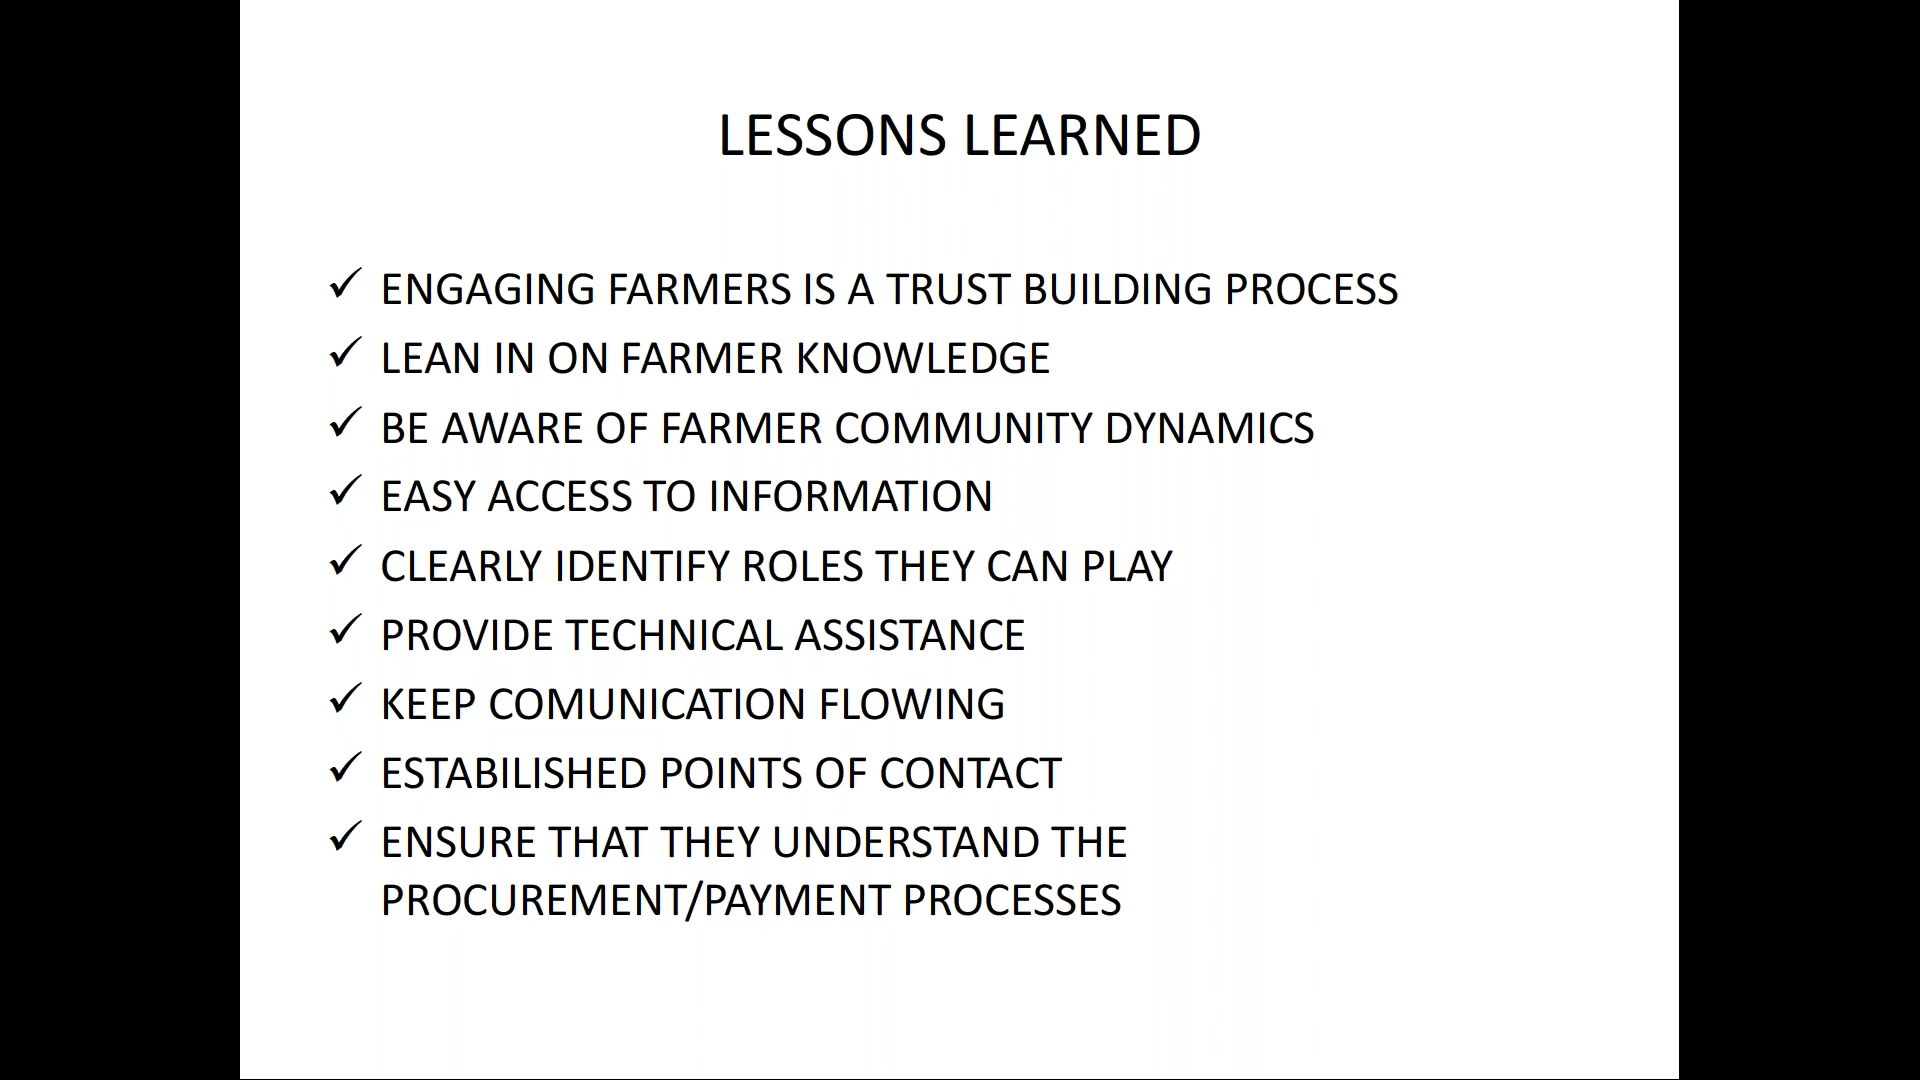 LESSONS LEARNED
✓ ENGAGING FARMERS IS A TRUST BUILDING PROCESS
✓ LEAN IN ON FARMER KNOWLEDGE
✓ BE AWARE OF FARMER COMMUNITY DYNAMICS
✓ EASY ACCESS TO INFORMATION
✓ CLEARLY IDENTIFY ROLES THEY CAN PLAY
✓ PROVIDE TECHNICAL ASSISTANCE
✓ KEEP COMUNICATION FLOWING
✓ ESTABILISHED POINTS OF CONTACT
✓ ENSURE THAT THEY UNDERSTAND THE
PROCUREMENT/PAYMENT PROCESSES